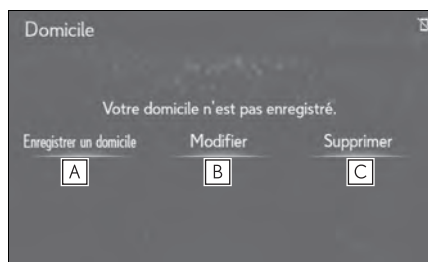 Domicile
Votre domicile n'est pas enregistré.
Enregistrer un domicile Modifier Supprimer
A B C